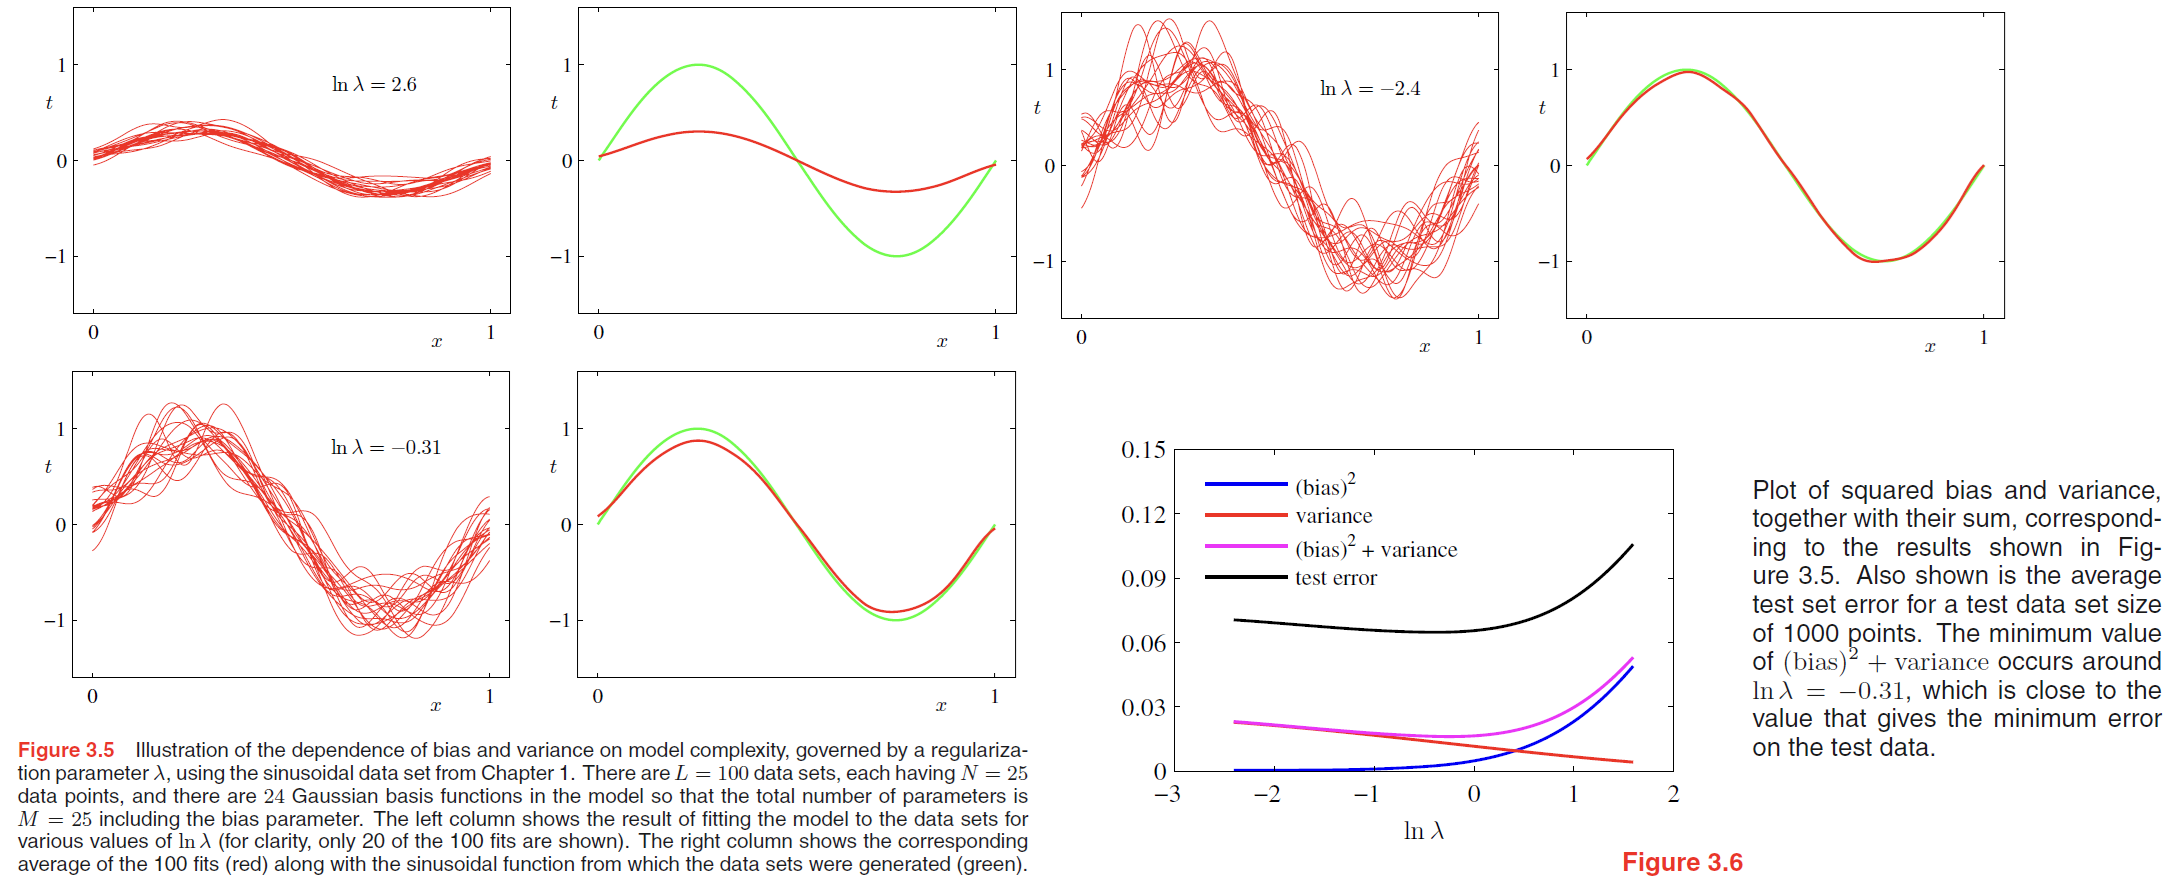 1
t
0
−1
ln λ = 2.6
0
x
1
1
t
0
−1
0
x
1
1
t
0
−1
ln λ = −2.4
0
x
1
1
t
0
−1
0
x
1
1
t
0
−1
ln λ = −0.31
0
x
1
1
t
0
−1
0
x
1
Figure 3.5 Illustration of the dependence of bias and variance on model complexity, governed by a regulariza-
tion parameter λ, using the sinusoidal data set from Chapter 1. There are L = 100 data sets, each having N = 25
data points, and there are 24 Gaussian basis functions in the model so that the total number of parameters is
M = 25 including the bias parameter. The left column shows the result of fitting the model to the data sets for
various values of ln λ (for clarity, only 20 of the 100 fits are shown). The right column shows the corresponding
average of the 100 fits (red) along with the sinusoidal function from which the data sets were generated (green).
0.15
0.12
0.09
0.06
0.03
0
(bias)²
variance
(bias)² + variance
test error
−3 −2 −1 0 1 2
ln λ
Plot of squared bias and variance,
together with their sum, correspond-
ing to the results shown in Fig-
ure 3.5. Also shown is the average
test set error for a test data set size
of 1000 points. The minimum value
of (bias)² + variance occurs around
ln λ = −0.31, which is close to the
value that gives the minimum error
on the test data.
Figure 3.6